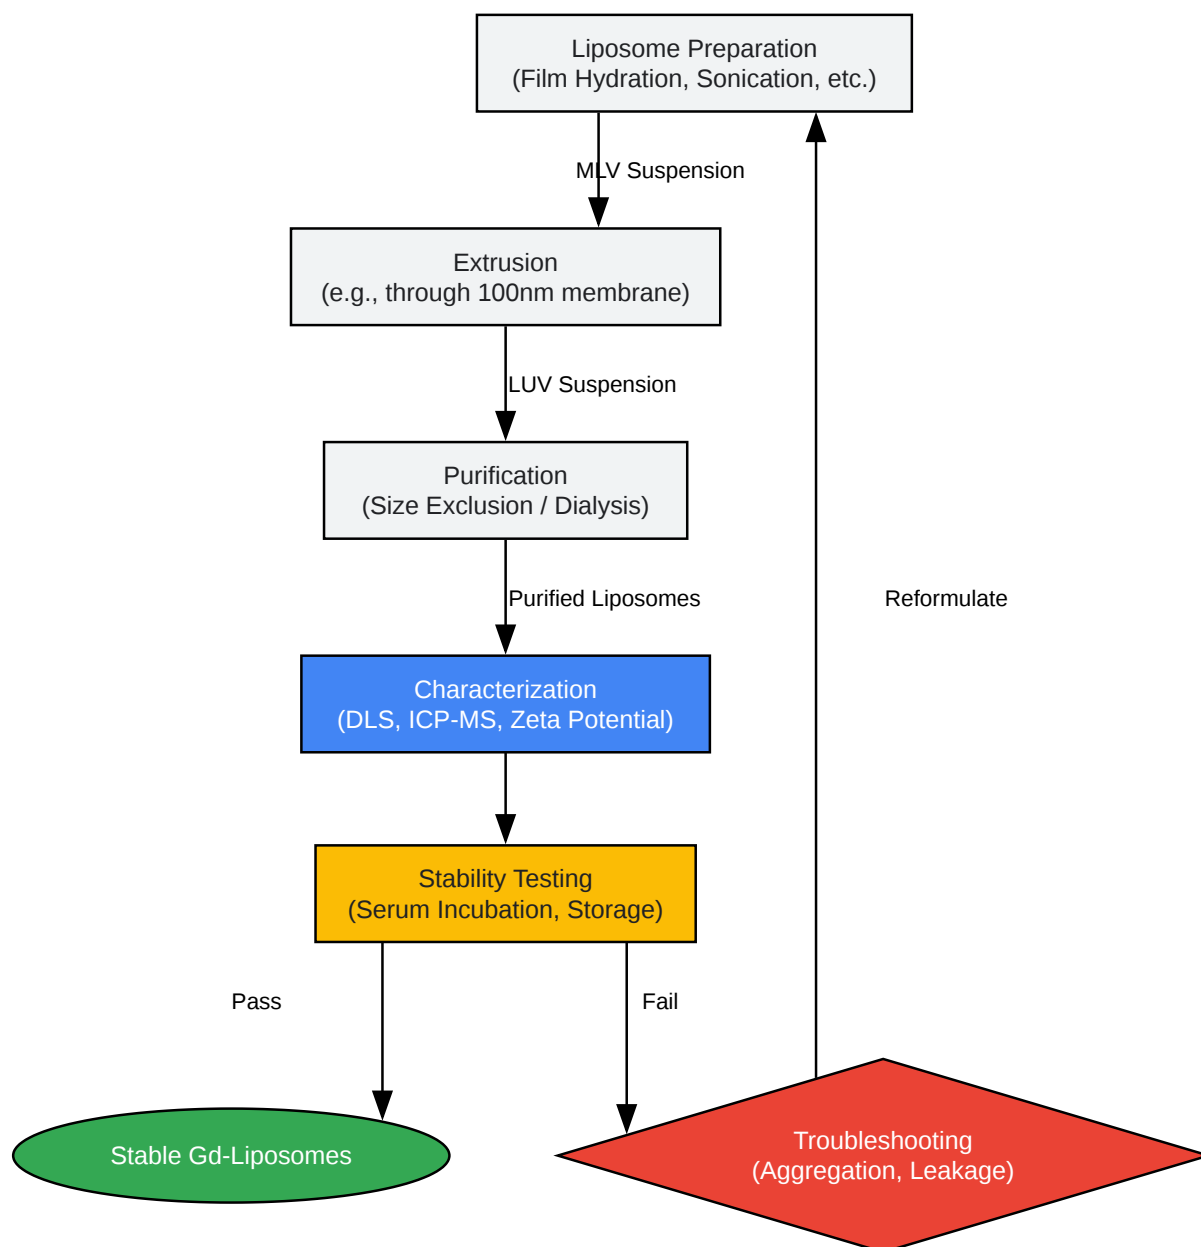 Liposome Preparation
(Film Hydration, Sonication, etc.)
MLV Suspension
Extrusion
(e.g., through 100nm membrane)
LUV Suspension
Purification
(Size Exclusion / Dialysis)
Purified Liposomes
Reformulate
Characterization
(DLS, ICP-MS, Zeta Potential)
Stability Testing
(Serum Incubation, Storage)
Pass
Fail
Stable Gd-Liposomes
Troubleshooting
(Aggregation, Leakage)